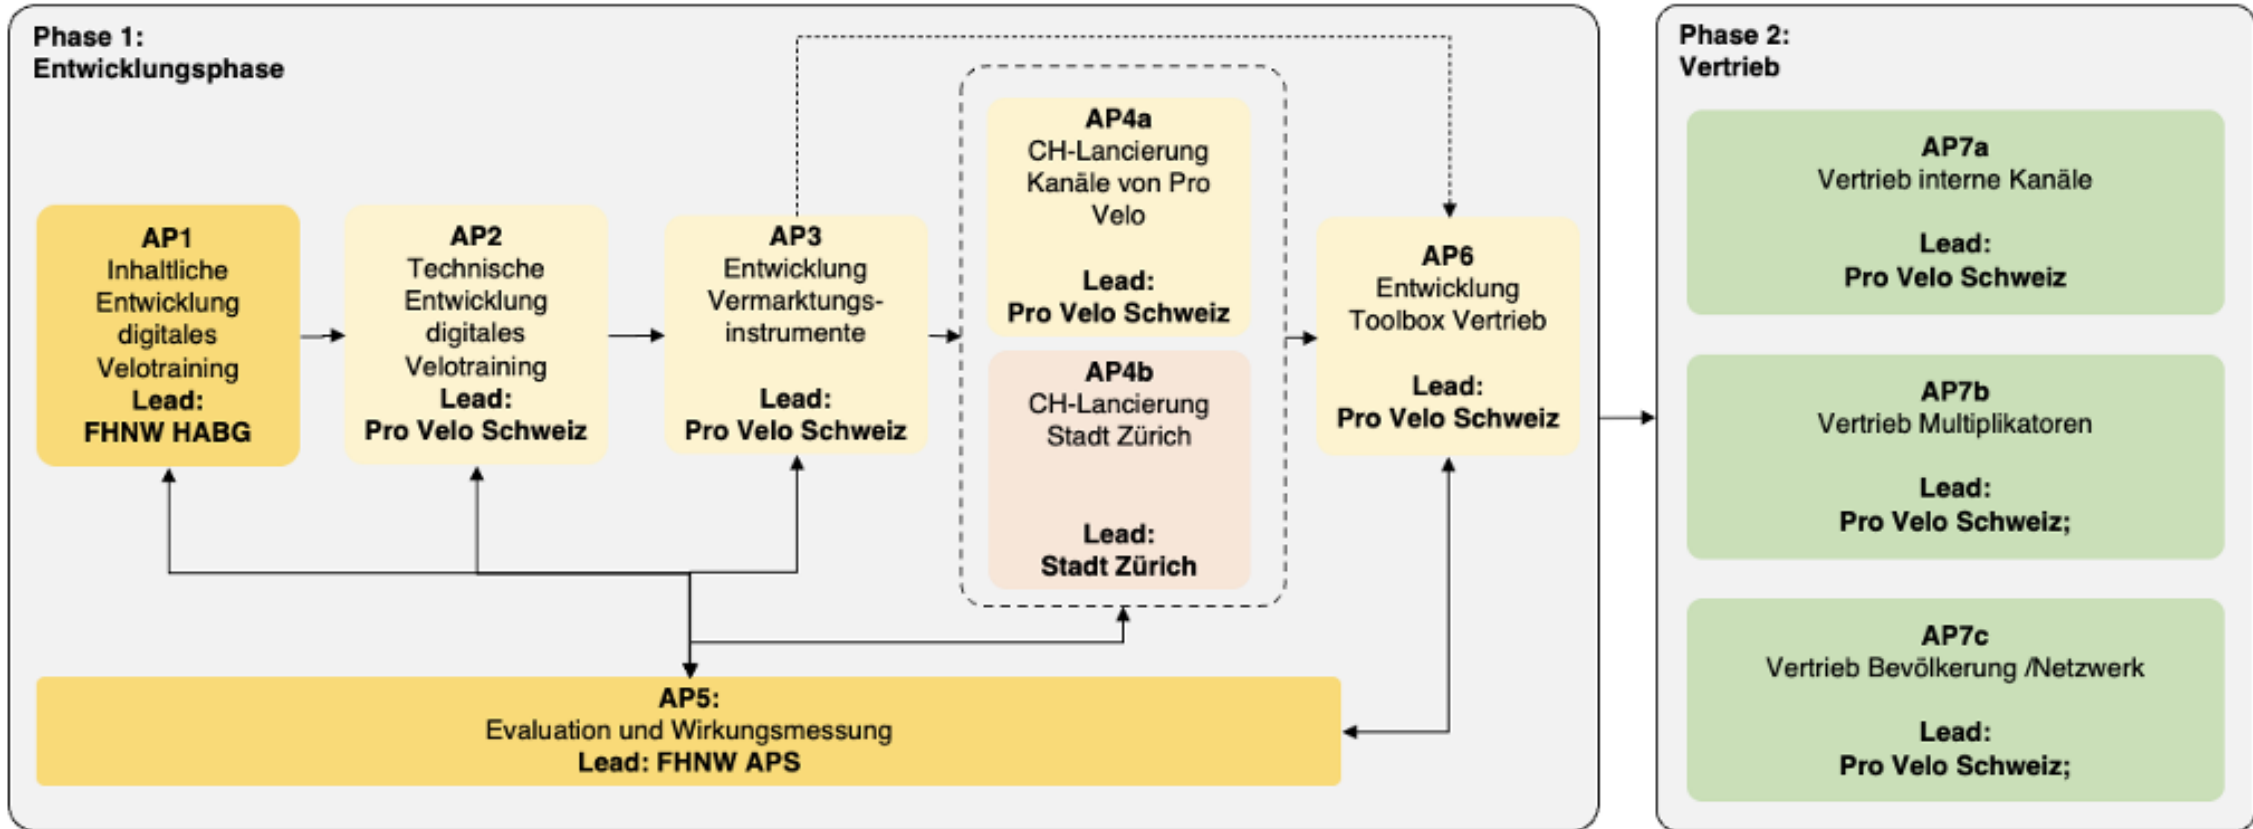 Phase 1:
Entwicklungsphase
AP1
Inhaltliche
Entwicklung
digitales
Velotraining
Lead:
FHNW HABG
AP2
Technische
Entwicklung
digitales
Velotraining
Lead:
Pro Velo Schweiz
AP3
Entwicklung
Vermarktungs-
instrumente
Lead:
Pro Velo Schweiz
AP4a
CH-Lancierung
Kanäle von Pro
Velo
Lead:
Pro Velo Schweiz
AP4b
CH-Lancierung
Stadt Zürich
Lead:
Stadt Zürich
AP6
Entwicklung
Toolbox Vertrieb
Lead:
Pro Velo Schweiz
AP5:
Evaluation und Wirkungsmessung
Lead: FHNW APS
Phase 2:
Vertrieb
AP7a
Vertrieb interne Kanäle
Lead:
Pro Velo Schweiz
AP7b
Vertrieb Multiplikatoren
Lead:
Pro Velo Schweiz;
AP7c
Vertrieb Bevölkerung /Netzwerk
Lead:
Pro Velo Schweiz;